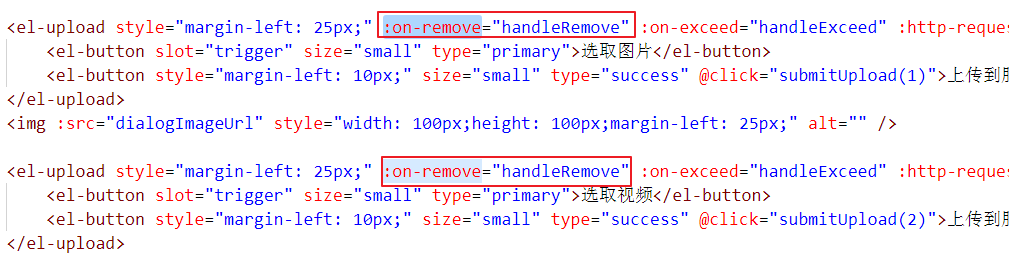 <el-upload style="margin-left: 25px;" :on-remove="handleRemove" :on-exceed="handleExceed" :http-reque
<el-button slot="trigger" size="small" type="primary">选取图片</el-button>
<el-button style="margin-left: 10px;" size="small" type="success" @click="submitUpload(1)">上传到
</el-upload>
<img :src="dialogImageUrl" style="width: 100px;height: 100px;margin-left: 25px;" alt="" />
<el-upload style="margin-left: 25px;" :on-remove="handleRemove" :on-exceed="handleExceed" :http-reque
<el-button slot="trigger" size="small" type="primary">选取视频</el-button>
<el-button style="margin-left: 10px;" size="small" type="success" @click="submitUpload(2)">上传到
</el-upload>